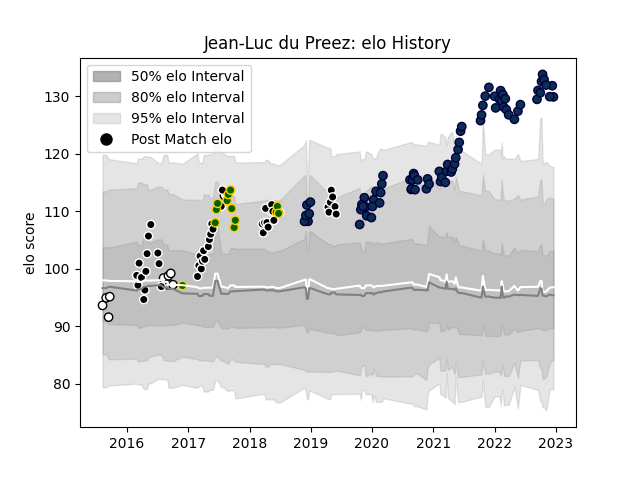 Jean-Luc du Preez: elo History
50% elo Interval
80% elo Interval
95% elo Interval
Post Match elo
elo score
130
120
110
100
90
80
2016 2017 2018 2019 2020 2021 2022 2023